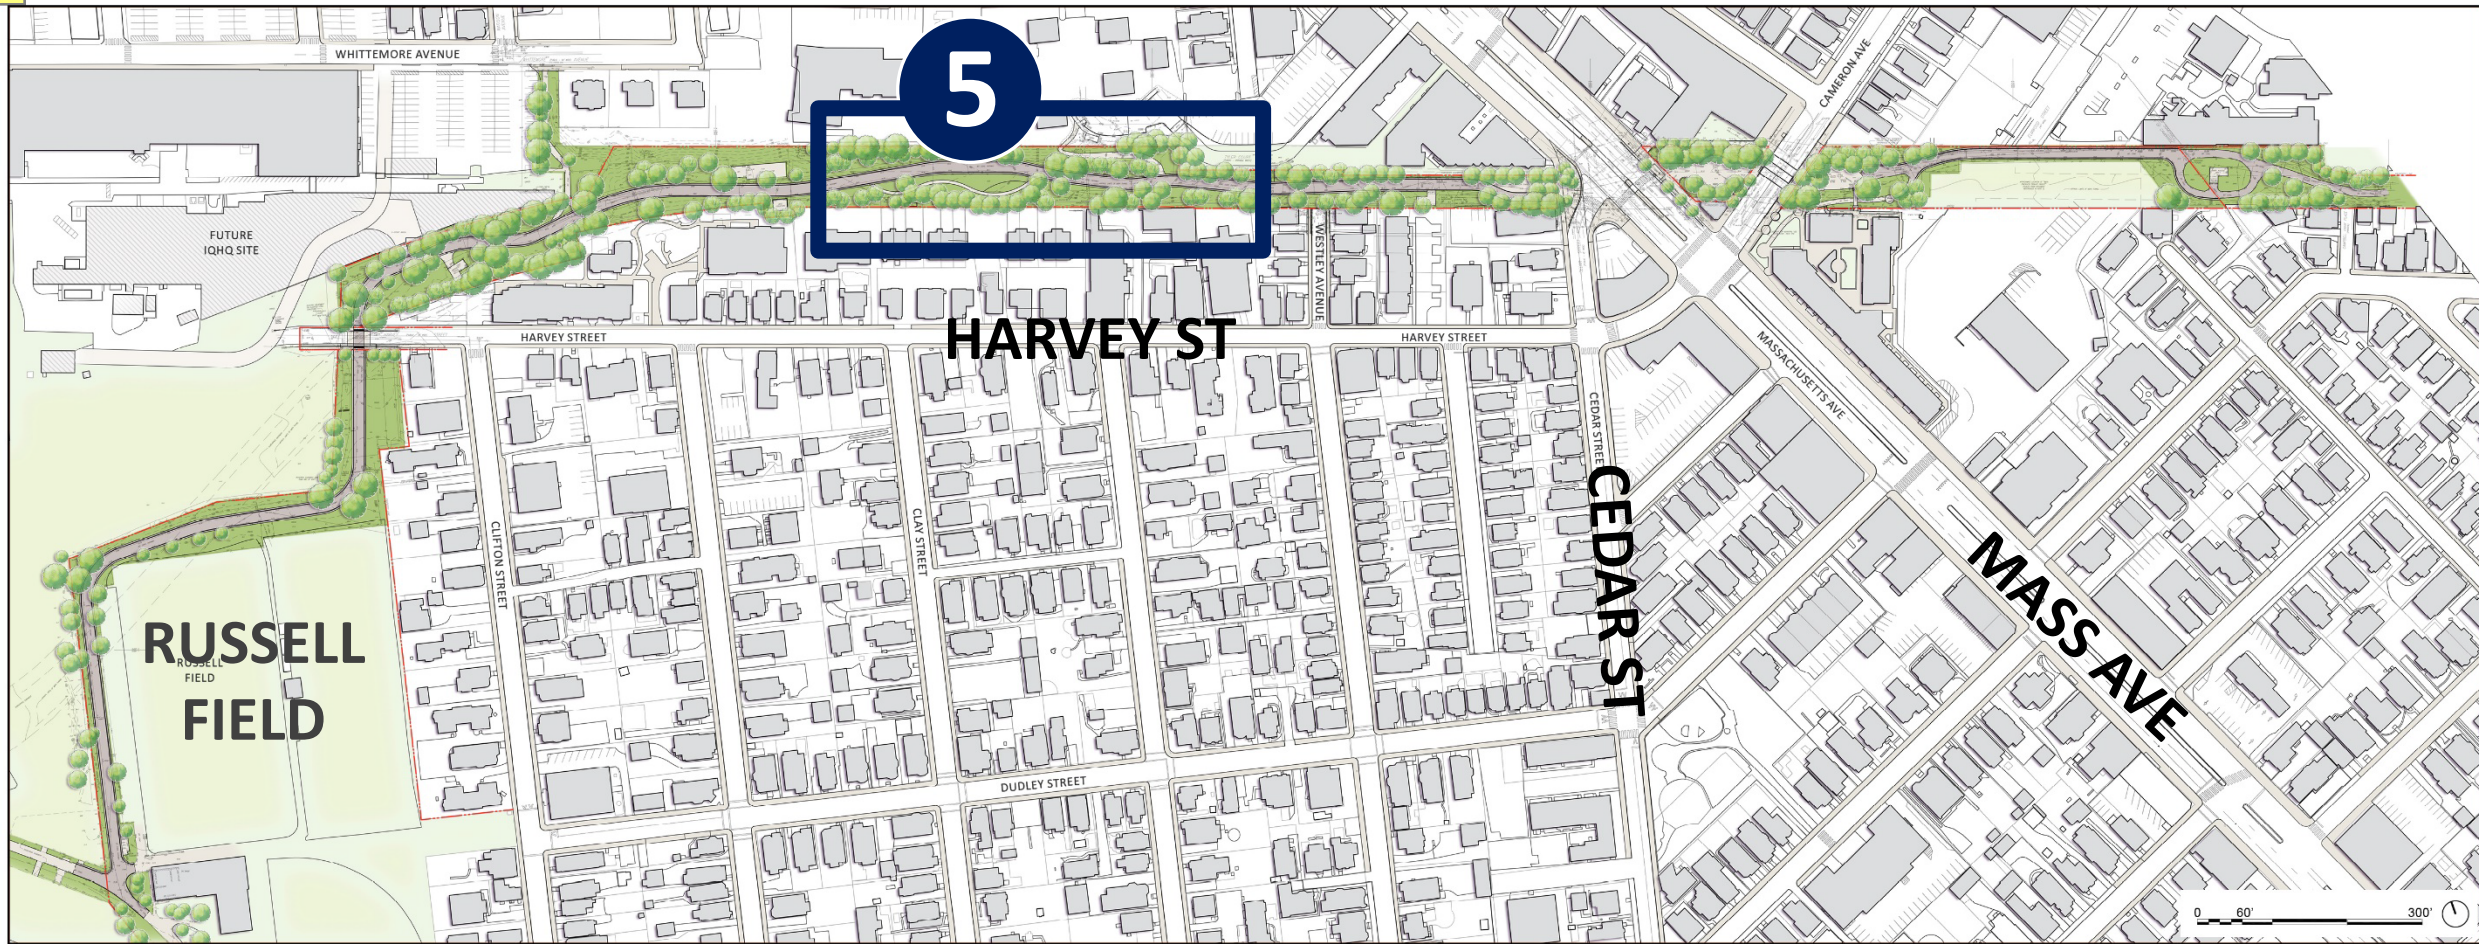 WHITTEMORE AVENUE
5
CAMERON AVE
FUTURE
IQHQ SITE
WESTLEY AVENUE
HARVEY STREET
HARVEY ST
HARVEY STREET
MASSACHUSETTS AVE
CEDAR STREET
CEDAR ST
CLIFTON STREET
CLAY STREET
MASS AVE
RUSSELL
FIELD
RUSSELL
FIELD
DUDLEY STREET
0 60' 300'